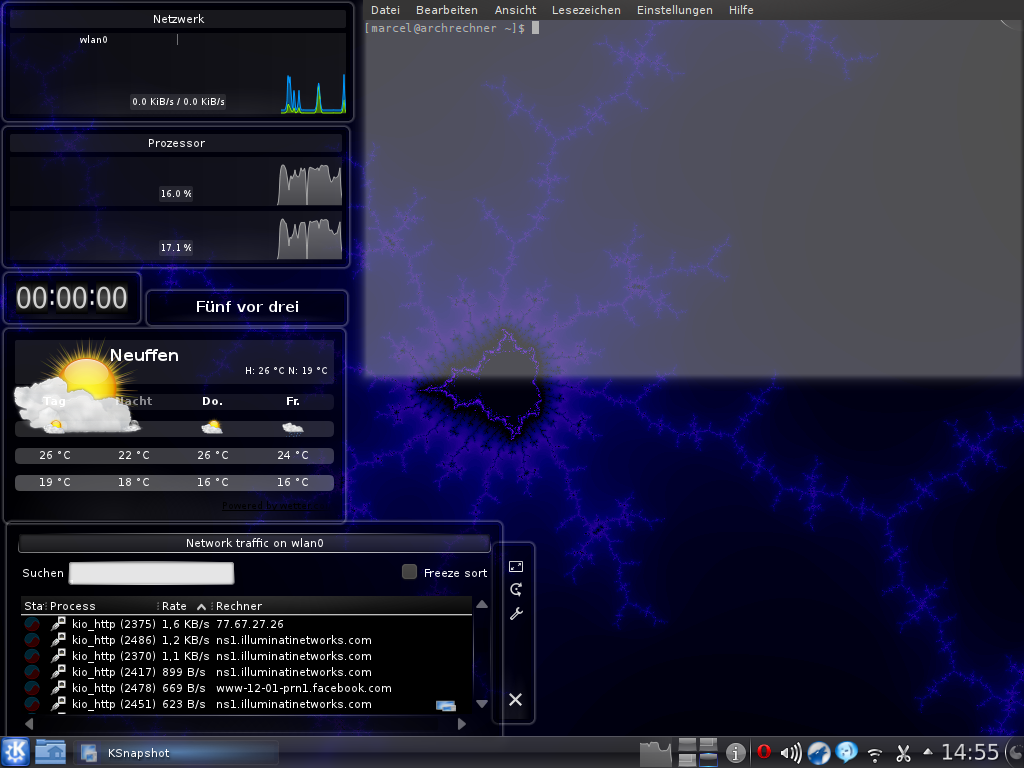 Netzwerk
wlan0
0.0 KiB/s / 0.0 KiB/s
Prozessor
16.0 %
17.1 %
00:00:00
Fünf vor drei
Neuffen
H: 26 °C N: 19 °C
Tag Nacht Do. Fr.
26 °C 22 °C 26 °C 24 °C
19 °C 18 °C 16 °C 16 °C
Powered by
Datei Bearbeiten Ansicht Lesezeichen Einstellungen Hilfe
[marcel@archrechner ~]$
Network traffic on wlan0
Suchen Freeze sort
Sta Process Rate Rechner
kio_http (2375) 1,6 KB/s 77.67.27.26
kio_http (2486) 1,2 KB/s ns1.illuminatinetworks.com
kio_http (2370) 1,1 KB/s ns1.illuminatinetworks.com
kio_http (2417) 899 B/s ns1.illuminatinetworks.com
kio_http (2478) 669 B/s www-12-01-prn1.facebook.com
kio_http (2451) 623 B/s ns1.illuminatinetworks.com
KSnapshot
14:55